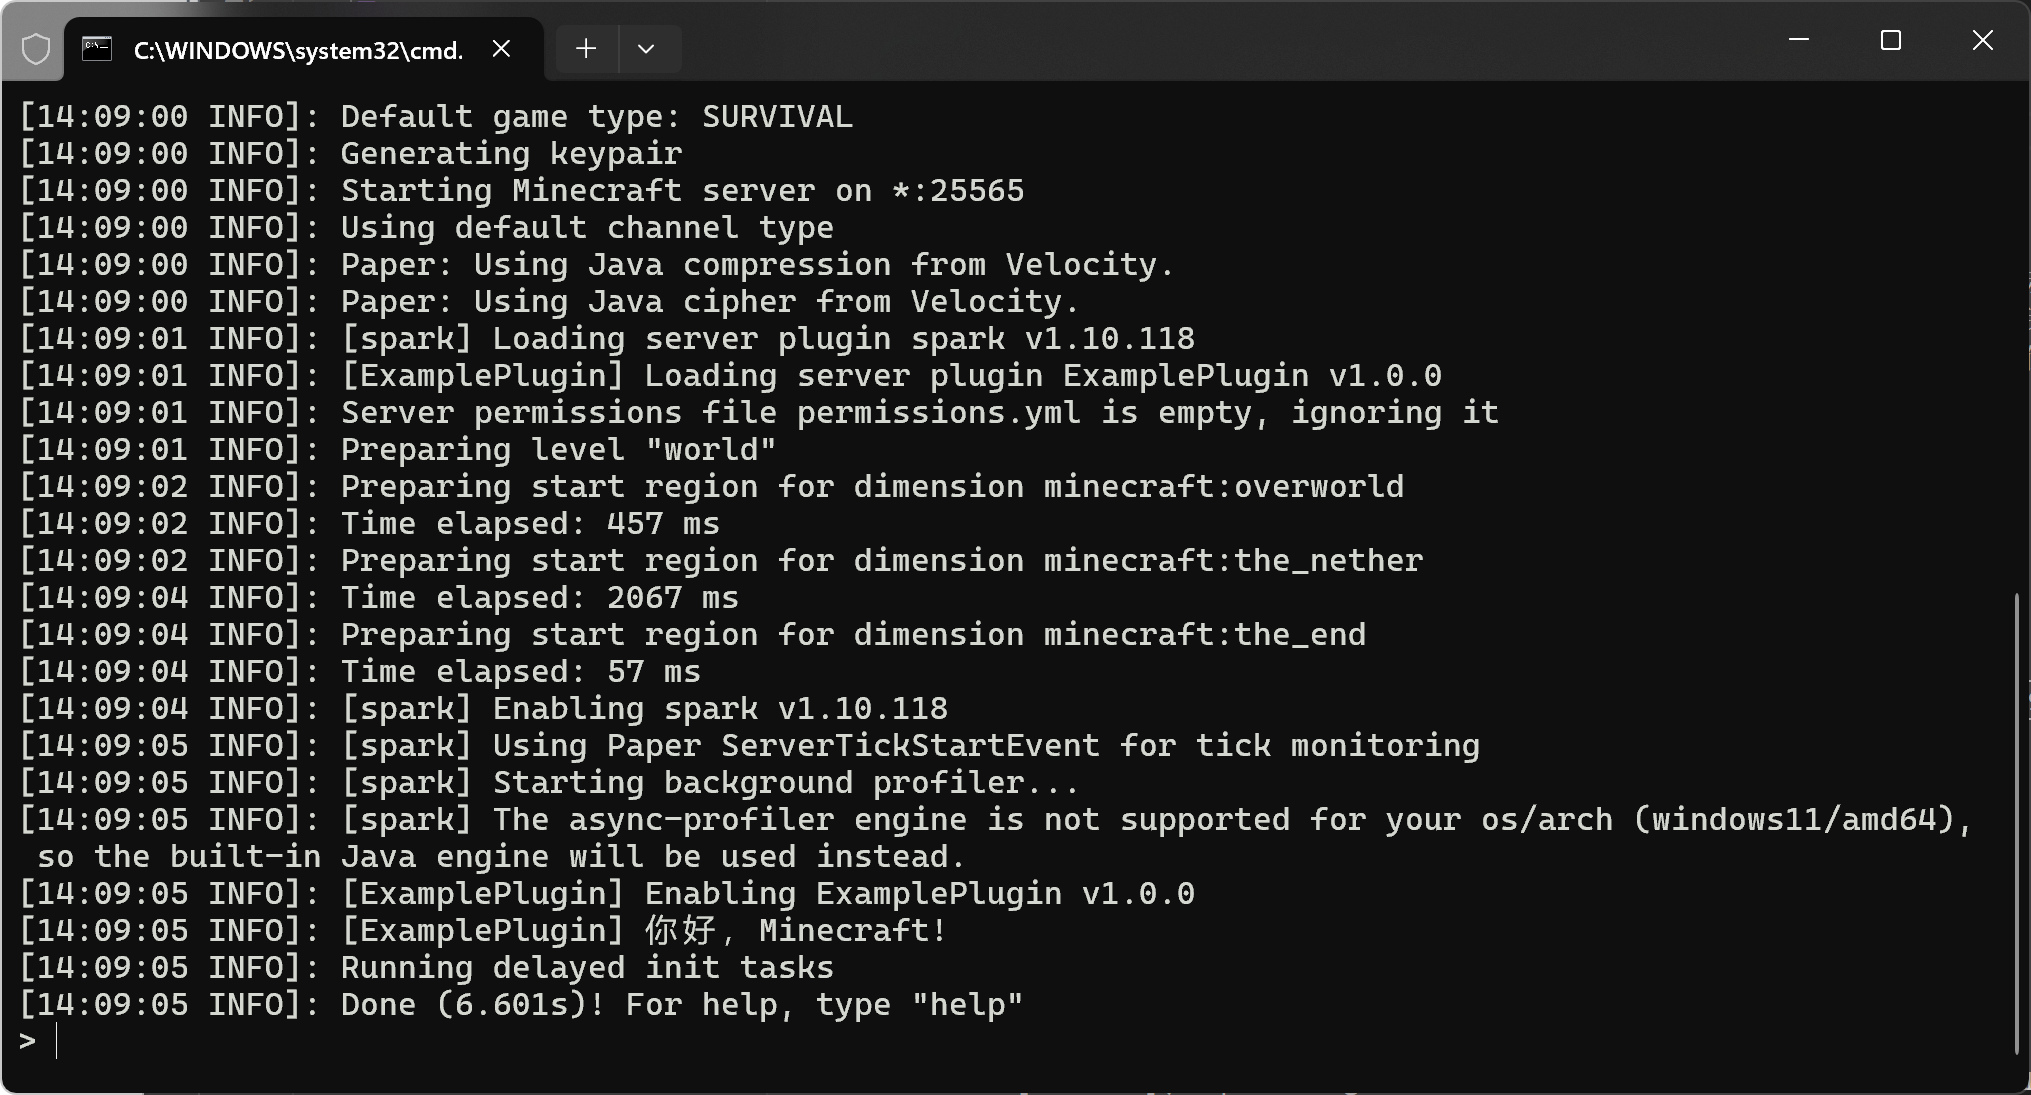 C:\WINDOWS\system32\cmd.
[14:09:00 INFO]: Default game type: SURVIVAL
[14:09:00 INFO]: Generating keypair
[14:09:00 INFO]: Starting Minecraft server on *:25565
[14:09:00 INFO]: Using default channel type
[14:09:00 INFO]: Paper: Using Java compression from Velocity.
[14:09:00 INFO]: Paper: Using Java cipher from Velocity.
[14:09:01 INFO]: [spark] Loading server plugin spark v1.10.118
[14:09:01 INFO]: [ExamplePlugin] Loading server plugin ExamplePlugin v1.0.0
[14:09:01 INFO]: Server permissions file permissions.yml is empty, ignoring it
[14:09:01 INFO]: Preparing level "world"
[14:09:02 INFO]: Preparing start region for dimension minecraft:overworld
[14:09:02 INFO]: Time elapsed: 457 ms
[14:09:02 INFO]: Preparing start region for dimension minecraft:the_nether
[14:09:04 INFO]: Time elapsed: 2067 ms
[14:09:04 INFO]: Preparing start region for dimension minecraft:the_end
[14:09:04 INFO]: Time elapsed: 57 ms
[14:09:04 INFO]: [spark] Enabling spark v1.10.118
[14:09:05 INFO]: [spark] Using Paper ServerTickStartEvent for tick monitoring
[14:09:05 INFO]: [spark] Starting background profiler...
[14:09:05 INFO]: [spark] The async-profiler engine is not supported for your os/arch (windows11/amd64),
so the built-in Java engine will be used instead.
[14:09:05 INFO]: [ExamplePlugin] Enabling ExamplePlugin v1.0.0
[14:09:05 INFO]: [ExamplePlugin] 你好, Minecraft!
[14:09:05 INFO]: Running delayed init tasks
[14:09:05 INFO]: Done (6.601s)! For help, type "help"
>